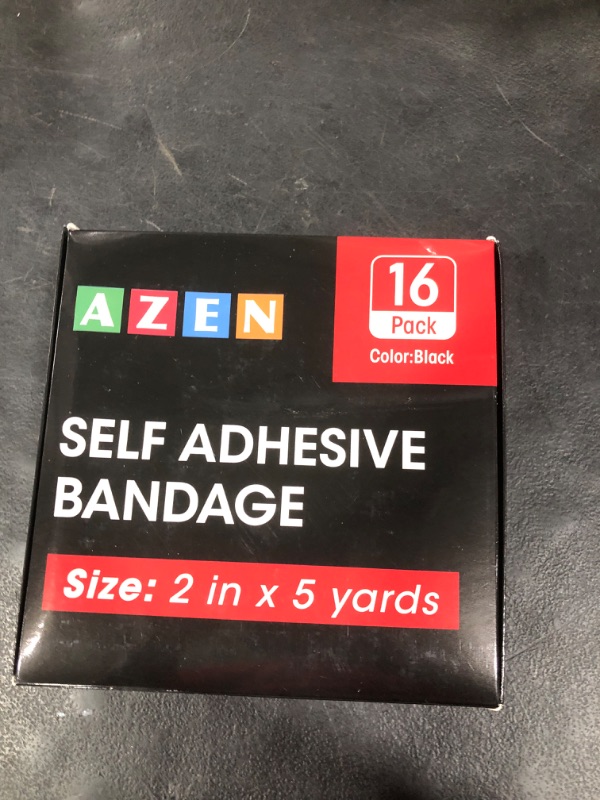 AZEN
16
Pack
Color:Black
SELF ADHESIVE
BANDAGE
Size: 2 in x 5 yards